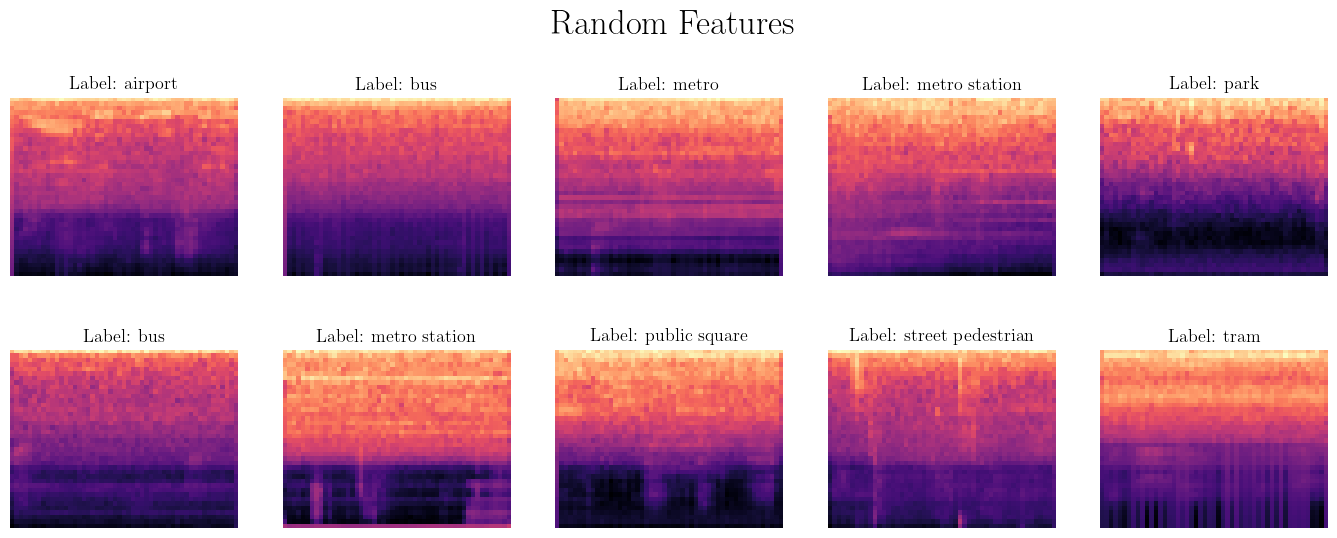 Random Features
Label: airport
Label: bus
Label: metro
Label: metro station
Label: park
Label: bus
Label: metro station
Label: public square
Label: street pedestrian
Label: tram